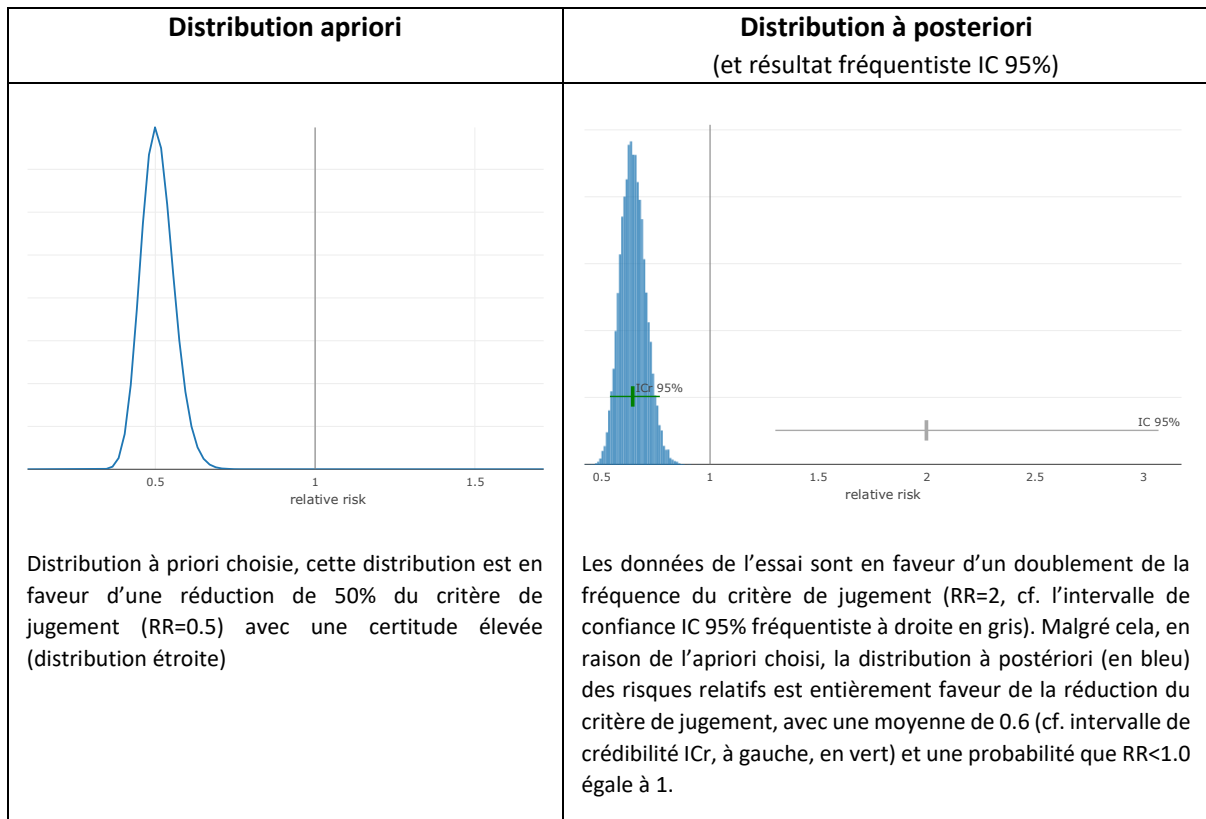 Distribution apriori
Distribution à posteriori
(et résultat fréquentiste IC 95%)
0.5
1
1.5
relative risk
ICr 95%
IC 95%
0.5
1
1.5
2
2.5
3
relative risk
Distribution à priori choisie, cette distribution est en
faveur d’une réduction de 50% du critère de
jugement (RR=0.5) avec une certitude élevée
(distribution étroite)
Les données de l’essai sont en faveur d’un doublement de la
fréquence du critère de jugement (RR=2, cf. l’intervalle de
confiance IC 95% fréquentiste à droite en gris). Malgré cela, en
raison de l’apriori choisi, la distribution à postériori (en bleu)
des risques relatifs est entièrement faveur de la réduction du
critère de jugement, avec une moyenne de 0.6 (cf. intervalle de
crédibilité ICr, à gauche, en vert) et une probabilité que RR<1.0
égale à 1.